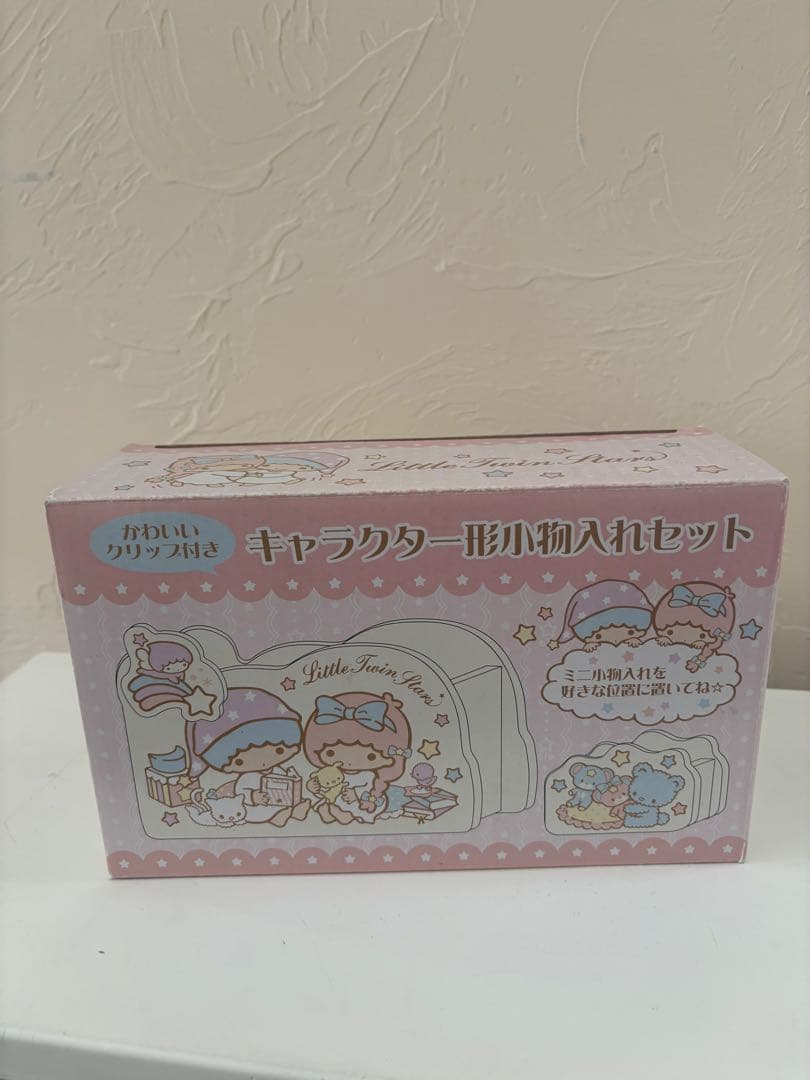 Little Twin Stars
かわいい
クリップ付き
キャラクター形小物入れセット
Little Twin Stars
ミニ小物入れを
好きな位置に置いてね☆